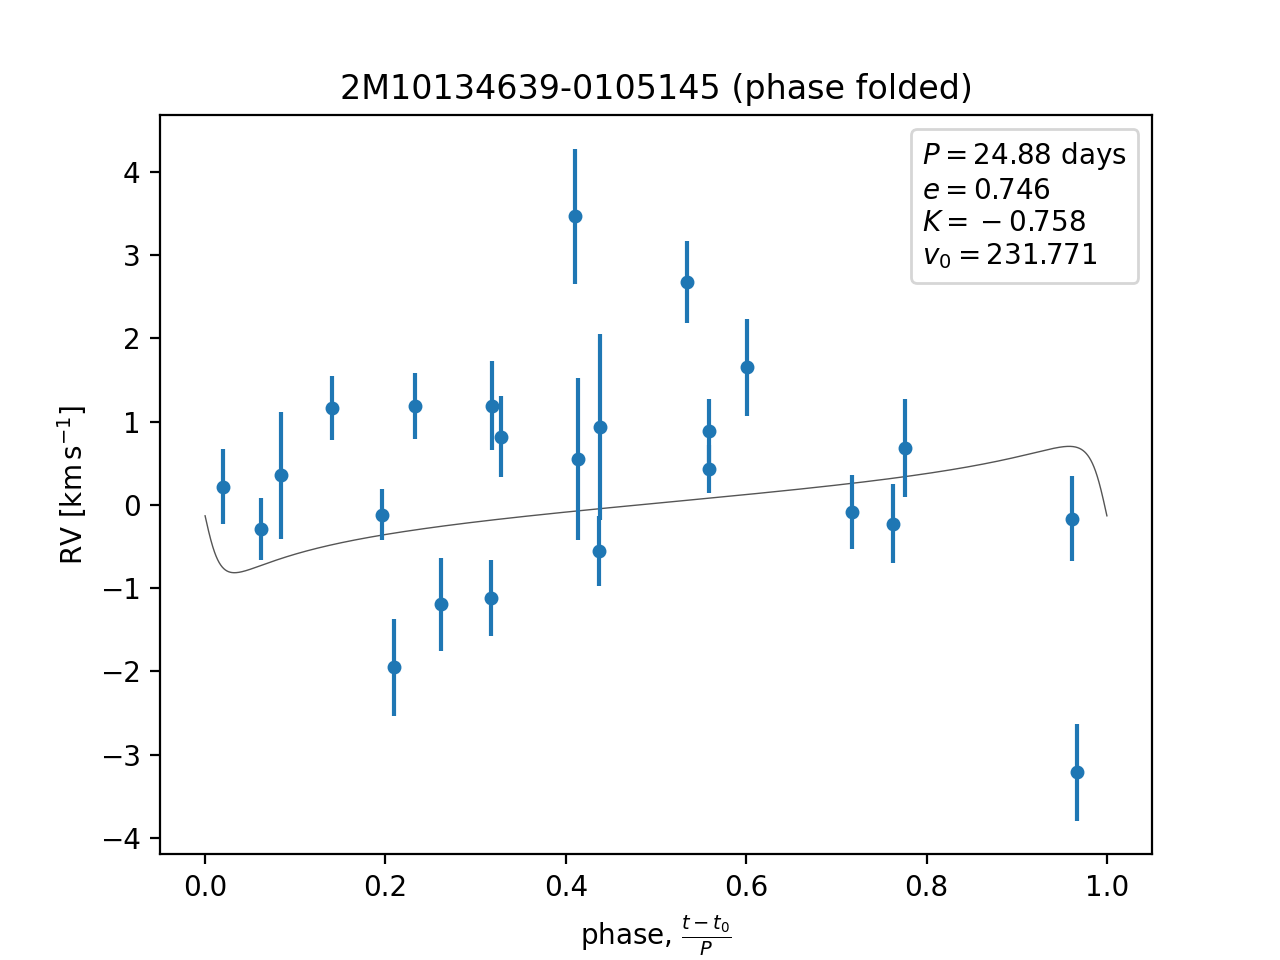 2M10134639-0105145 (phase folded)
P = 24.88 days
e = 0.746
K = −0.758
v₀ = 231.771
RV [km s⁻¹]
4
3
2
1
0
−1
−2
−3
−4
0.0 0.2 0.4 0.6 0.8 1.0
phase, (t − t₀)/P